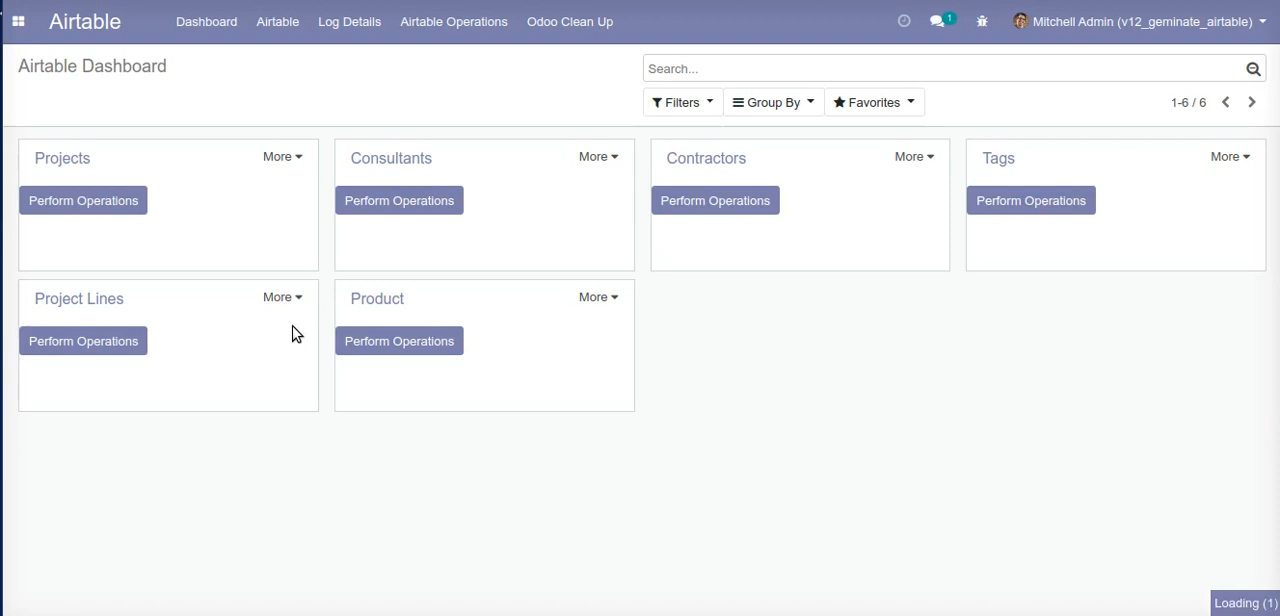 Airtable Dashboard Airtable Log Details Airtable Operations Odoo Clean Up 1 Mitchell Admin (v12_geminate_airtable)
Airtable Dashboard
Search...
Filters Group By Favorites 1-6 / 6
Projects More Consultants More Contractors More Tags More
Perform Operations Perform Operations Perform Operations Perform Operations
Project Lines More Product More
Perform Operations Perform Operations
Loading (1)